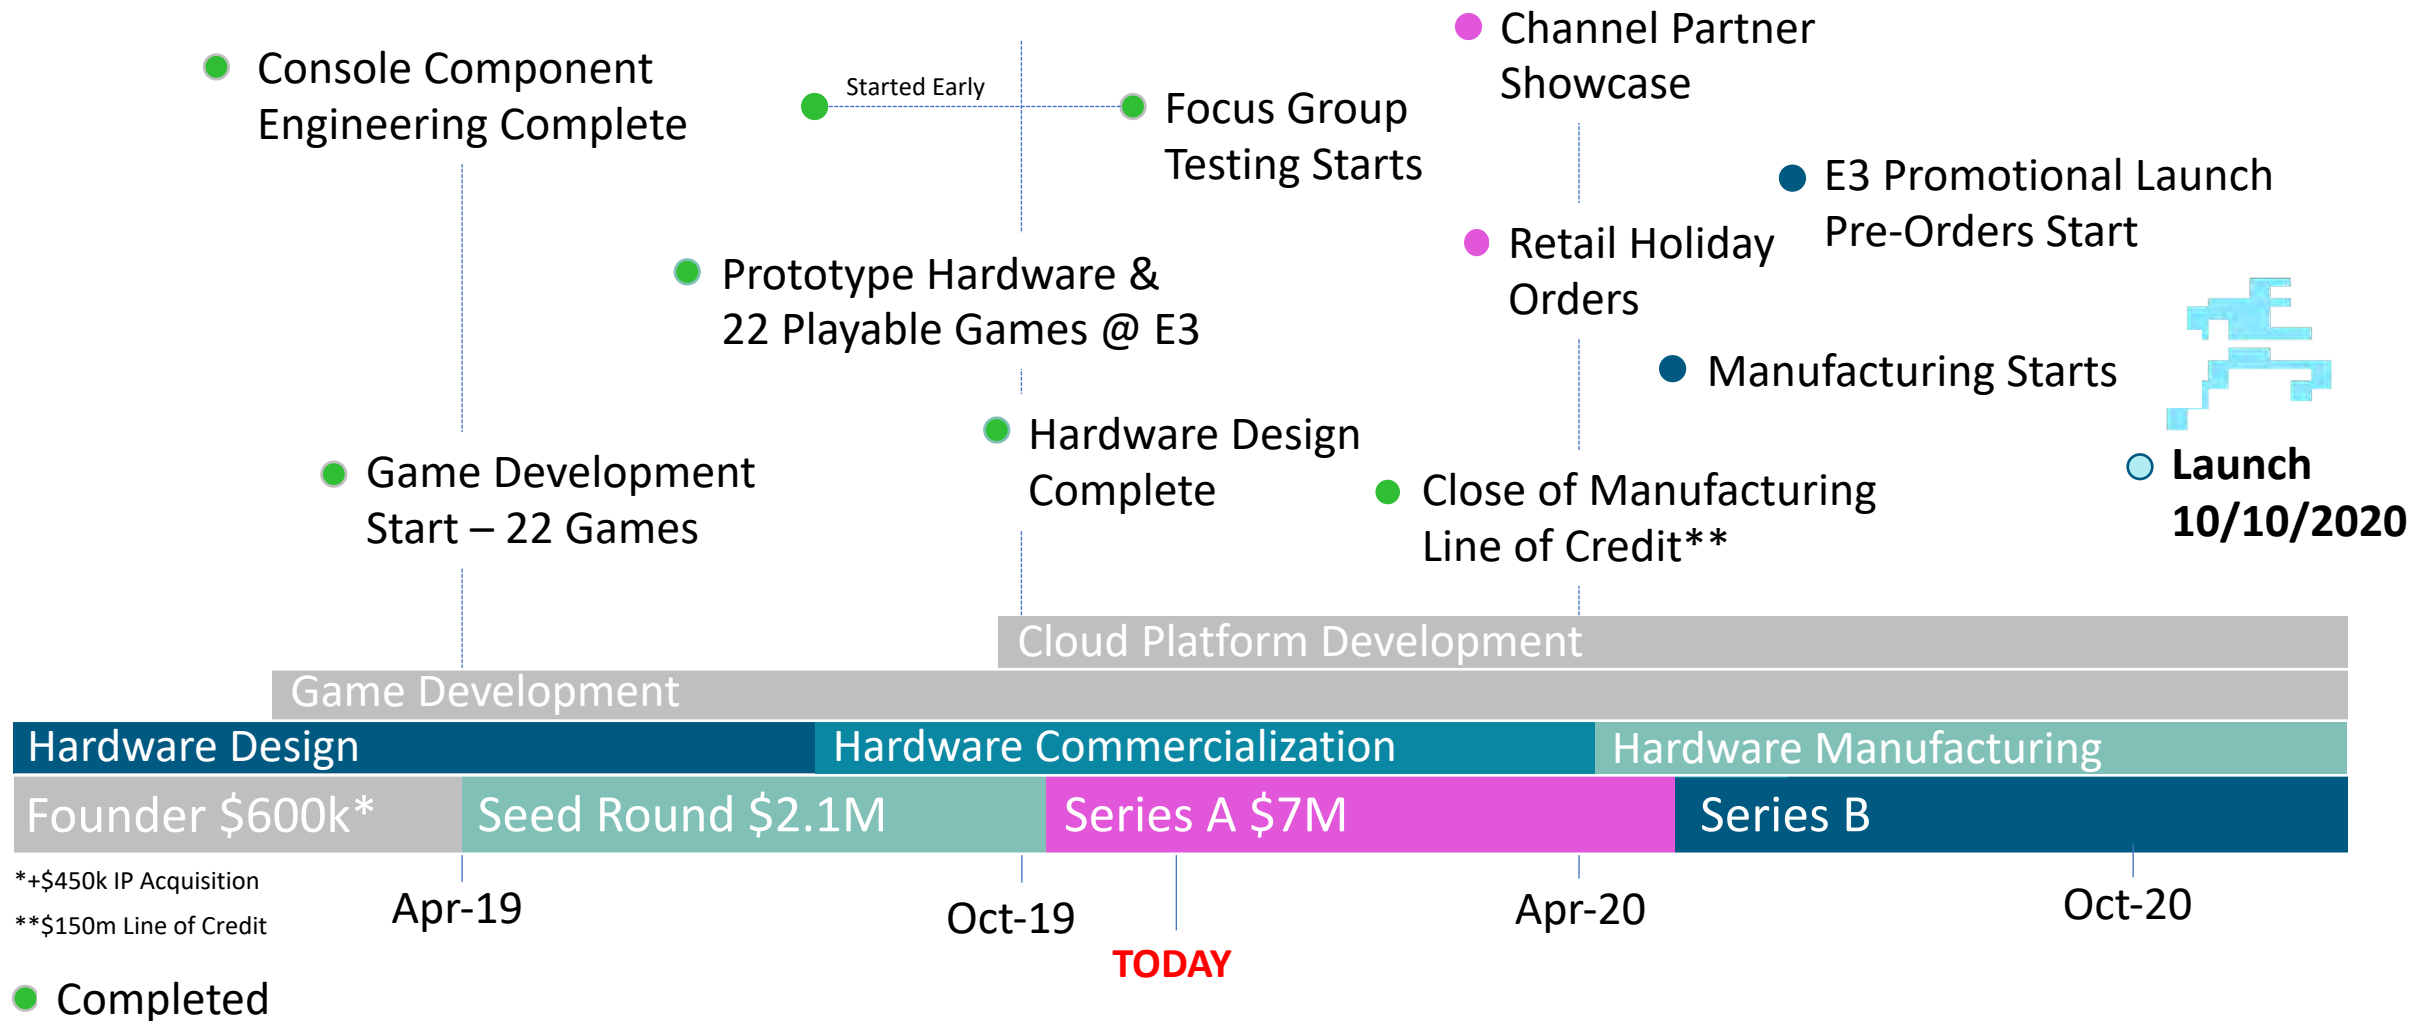 Console Component
Engineering Complete
Started Early
Focus Group
Testing Starts
Channel Partner
Showcase
E3 Promotional Launch
Pre-Orders Start
Retail Holiday
Orders
Prototype Hardware &
22 Playable Games @ E3
Manufacturing Starts
Hardware Design
Complete
Game Development
Start – 22 Games
Close of Manufacturing
Line of Credit**
Launch
10/10/2020
Cloud Platform Development
Game Development
Hardware Design
Hardware Commercialization
Hardware Manufacturing
Founder $600k*
Seed Round $2.1M
Series A $7M
Series B
*+$450k IP Acquisition
**$150m Line of Credit
Apr-19
Oct-19
Apr-20
Oct-20
TODAY
Completed